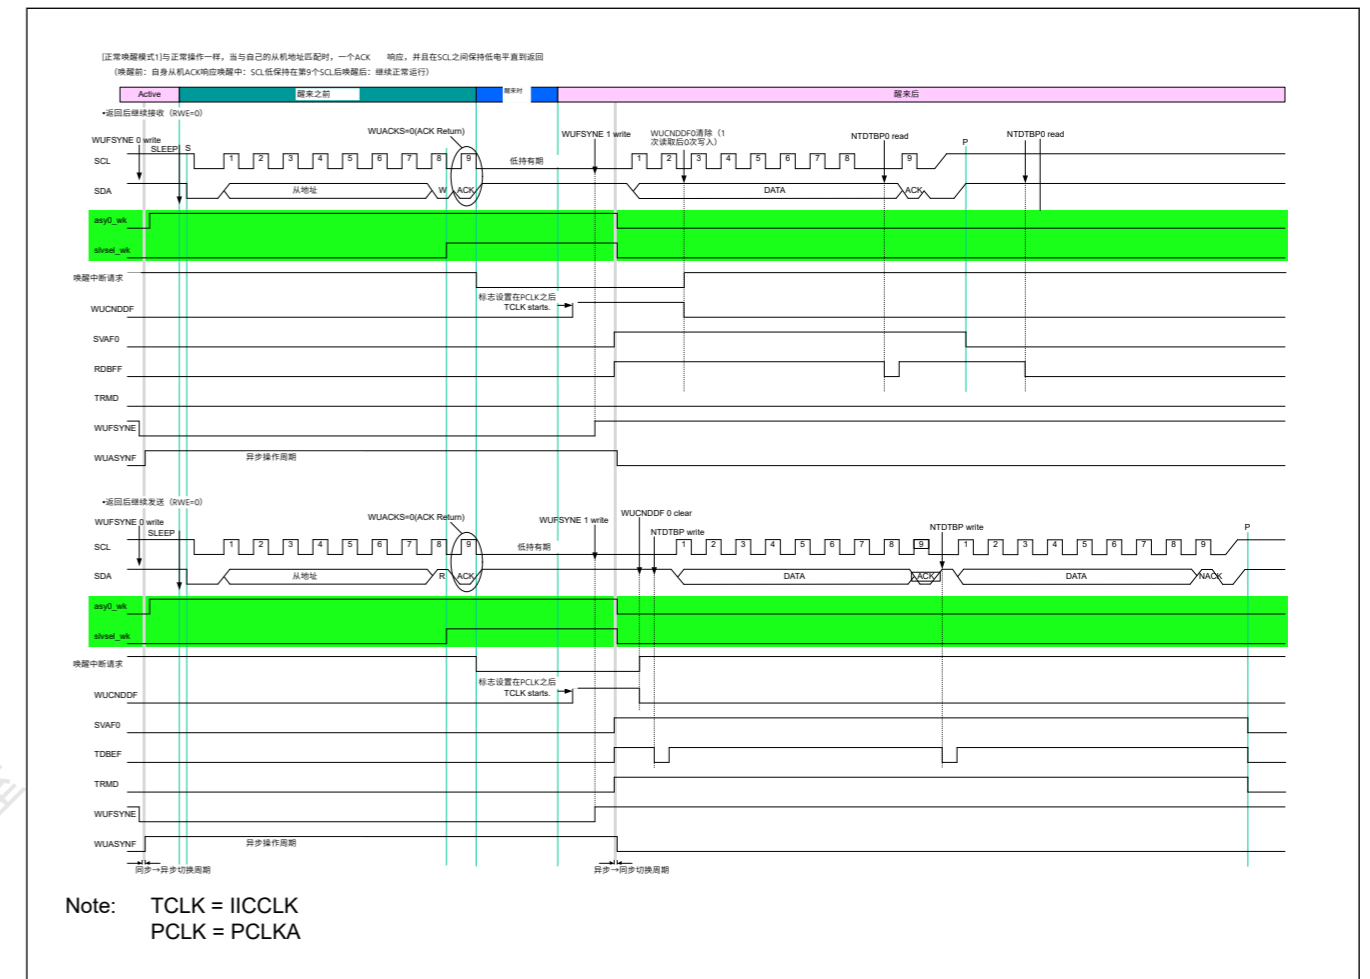 [正常唤醒模式1]与正常操作一样，当与自己的从机地址匹配时，一个ACK 响应，并且在SCL之间保持低电平直到返回
（唤醒前：自身从机ACK响应唤醒中：SCL低保持在第9个SCL后唤醒后：继续正常运行）
Active 醒来之前 醒来时 醒来后
•返回后继续接收（RWE=0）
WUFSYNE 0 write SLEEP S WUACKS=0(ACK Return) WUFSYNE 1 write WUCNDDF0清除（1次读取后0次写入） NTDTBP0 read P NTDTBP0 read
SCL 1 2 3 4 5 6 7 8 9 低持有期 1 2 3 4 5 6 7 8 9
SDA 从地址 W ACK DATA ACK
asy0_wk
slvsel_wk
唤醒中断请求
标志设置在PCLK之后
TCLK starts.
WUCNDDF
SVAF0
RDBFF
TRMD
WUFSYNE
WUASYNF 异步操作周期
•返回后继续发送（RWE=0）
WUFSYNE 0 write SLEEP WUACKS=0(ACK Return) WUFSYNE 1 write WUCNDDF 0 clear NTDTBP write NTDTBP write P
SCL 1 2 3 4 5 6 7 8 9 低持有期 1 2 3 4 5 6 7 8 9 1 2 3 4 5 6 7 8 9
SDA 从地址 R ACK DATA ACK DATA NACK
asy0_wk
slvsel_wk
唤醒中断请求
标志设置在PCLK之后
TCLK starts.
WUCNDDF
SVAF0
TDBEF
TRMD
WUFSYNE
WUASYNF 异步操作周期
同步→异步切换周期 异步→同步切换周期
Note: TCLK = IICCLK
PCLK = PCLKA